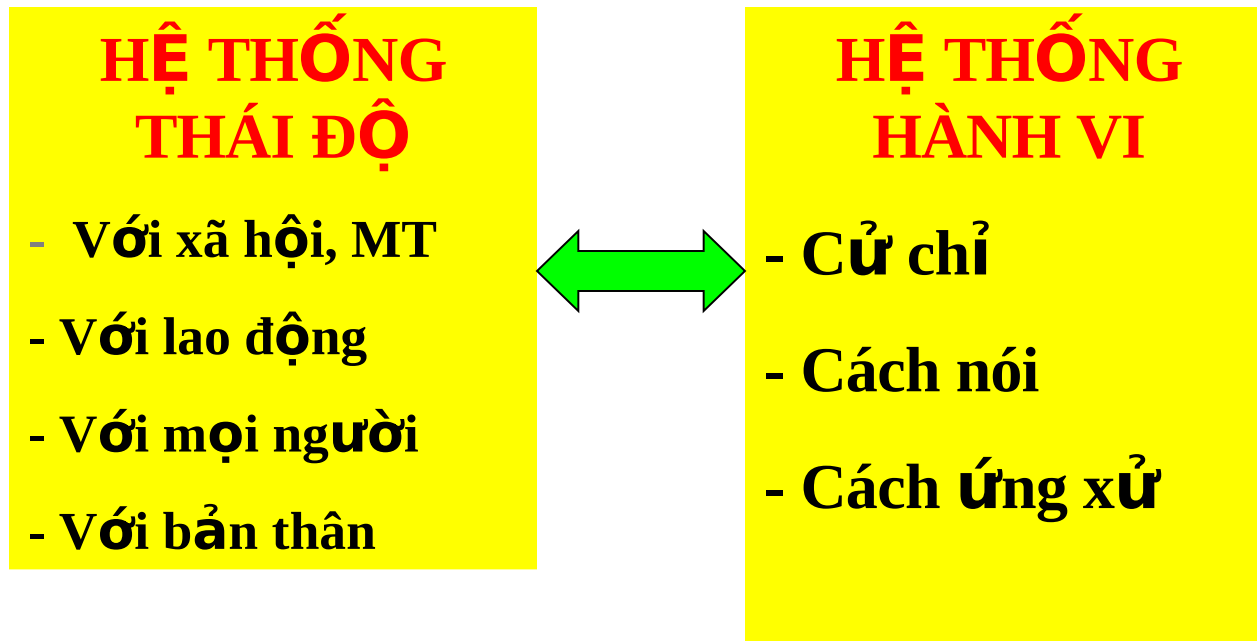 HỆ THỐNG
THÁI ĐỘ
- Với xã hội, MT
- Với lao động
- Với mọi người
- Với bản thân
HỆ THỐNG
HÀNH VI
- Cử chỉ
- Cách nói
- Cách ứng xử